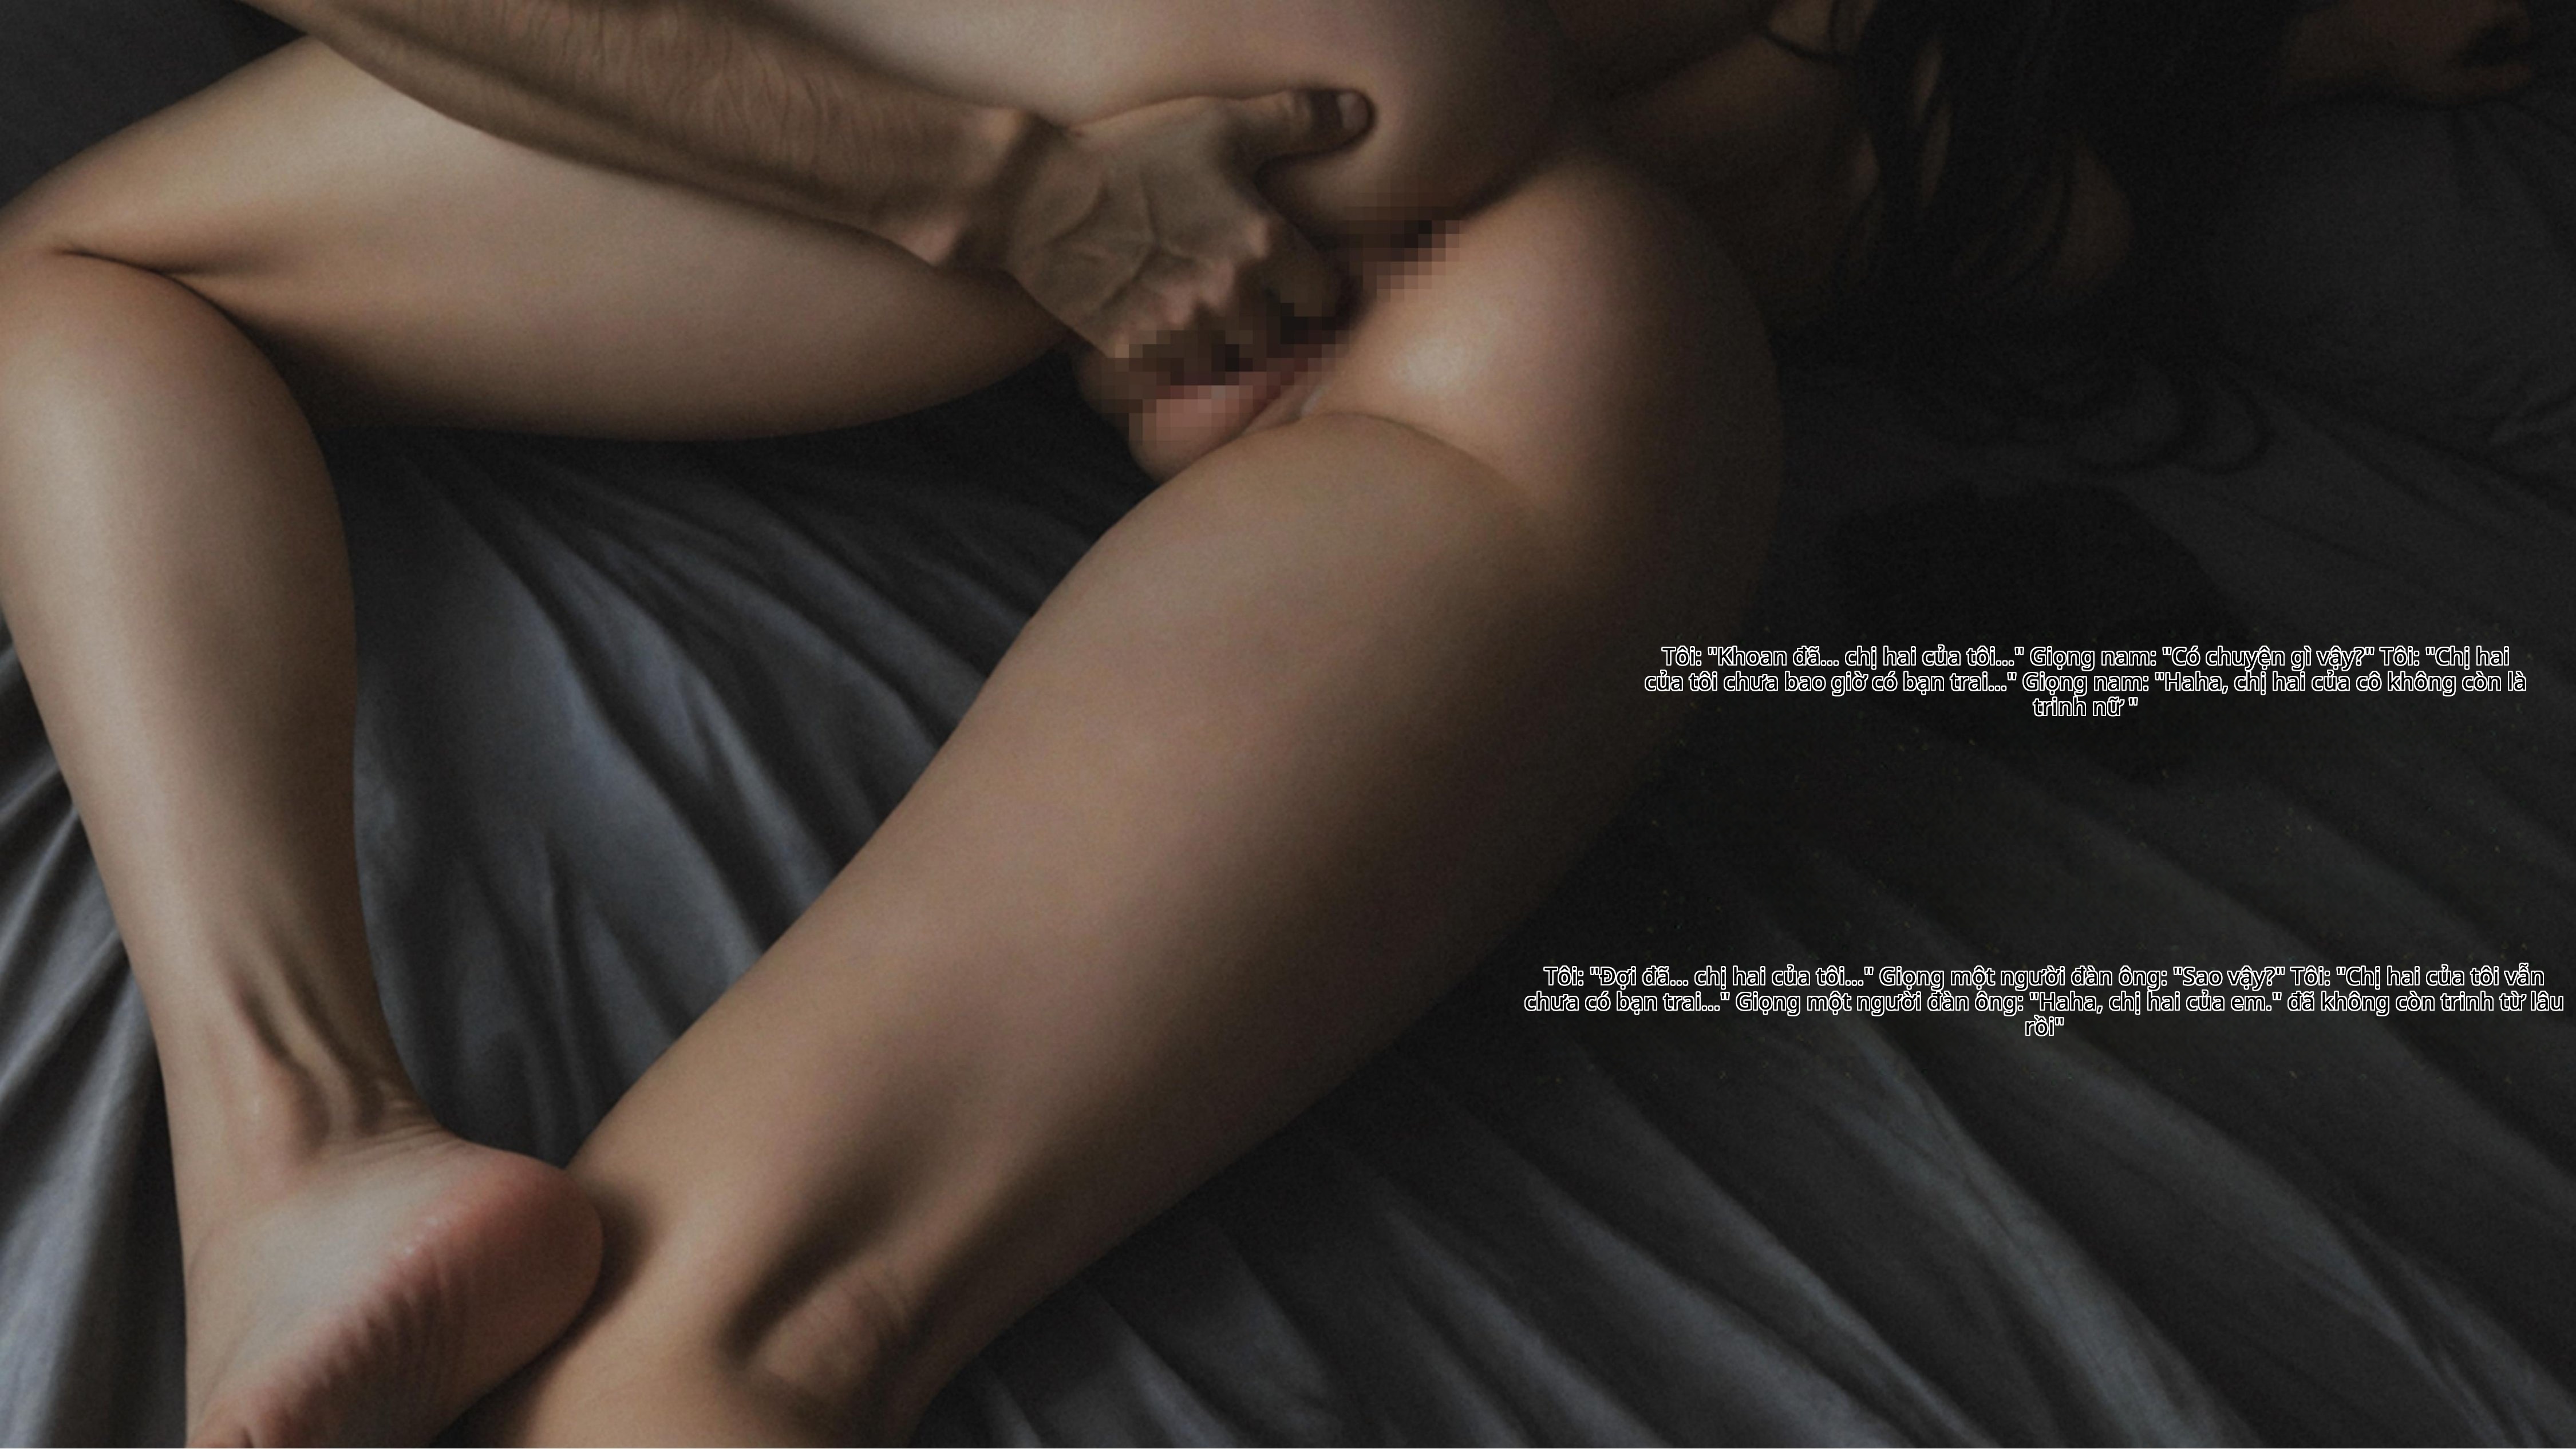 Tôi: "Khoan đã... chị hai của tôi..." Giọng nam: "Có chuyện gì vậy?" Tôi: "Chị hai
của tôi chưa bao giờ có bạn trai..." Giọng nam: "Haha, chị hai của cô không còn là
trinh nữ "
Tôi: "Đợi đã... chị hai của tôi..." Giọng một người đàn ông: "Sao vậy?" Tôi: "Chị hai của tôi vẫn
chưa có bạn trai..." Giọng một người đàn ông: "Haha, chị hai của em." đã không còn trinh từ lâu
rồi"